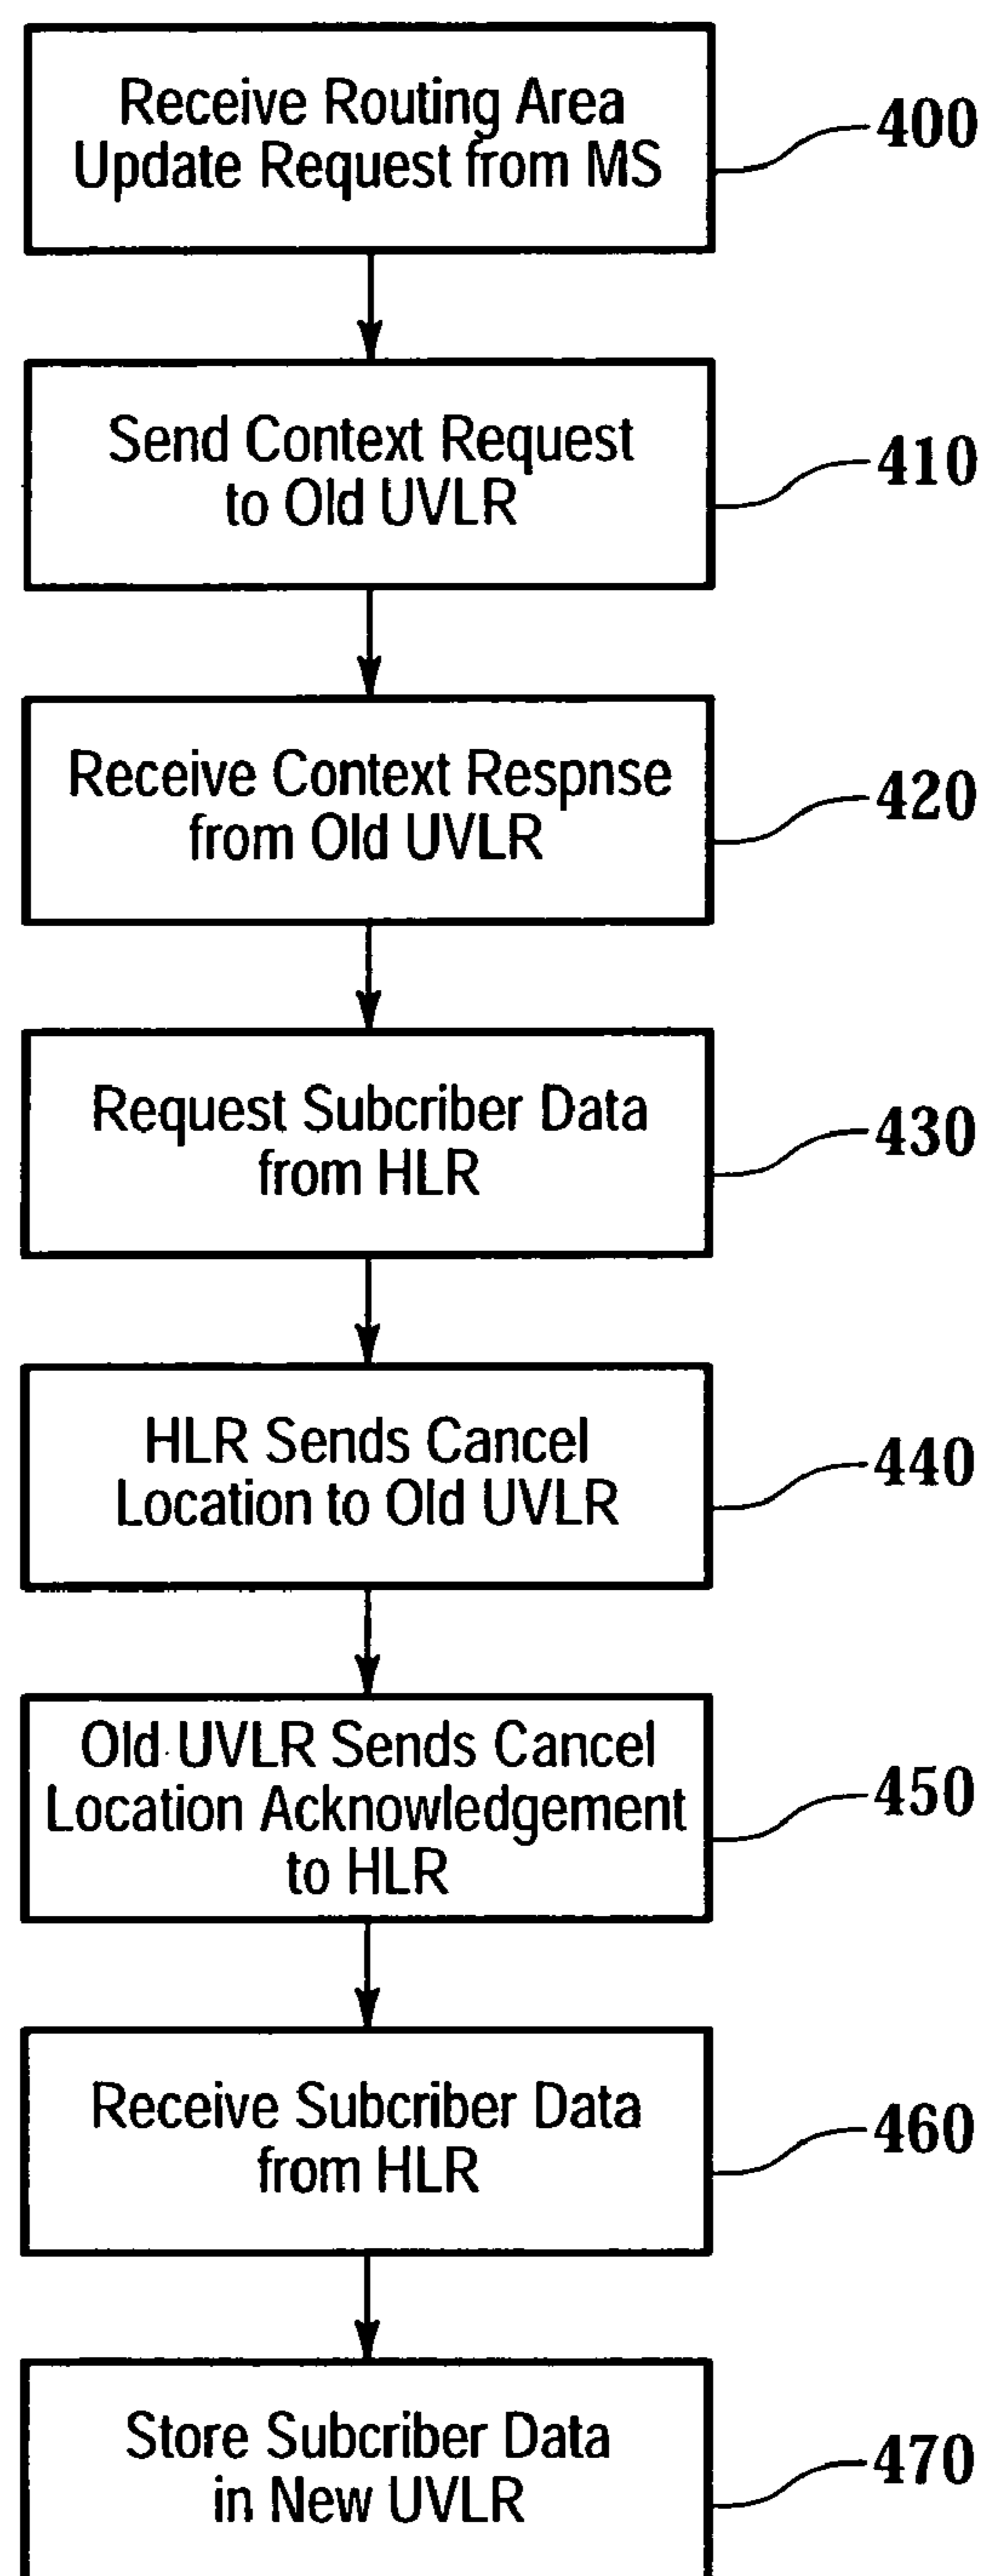 Receive Routing Area
Update Request from MS
400
Send Context Request
to Old UVLR
410
Receive Context Respnse
from Old UVLR
420
Request Subcriber Data
from HLR
430
HLR Sends Cancel
Location to Old UVLR
440
Old UVLR Sends Cancel
Location Acknowledgement
to HLR
450
Receive Subcriber Data
from HLR
460
Store Subcriber Data
in New UVLR
470